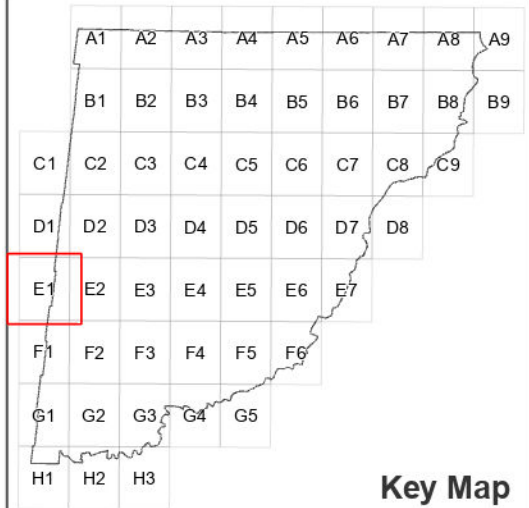 A1 A2 A3 A4 A5 A6 A7 A8 A9
B1 B2 B3 B4 B5 B6 B7 B8 B9
C1 C2 C3 C4 C5 C6 C7 C8 C9
D1 D2 D3 D4 D5 D6 D7 D8
E1 E2 E3 E4 E5 E6 E7
F1 F2 F3 F4 F5 F6
G1 G2 G3 G4 G5
H1 H2 H3
Key Map